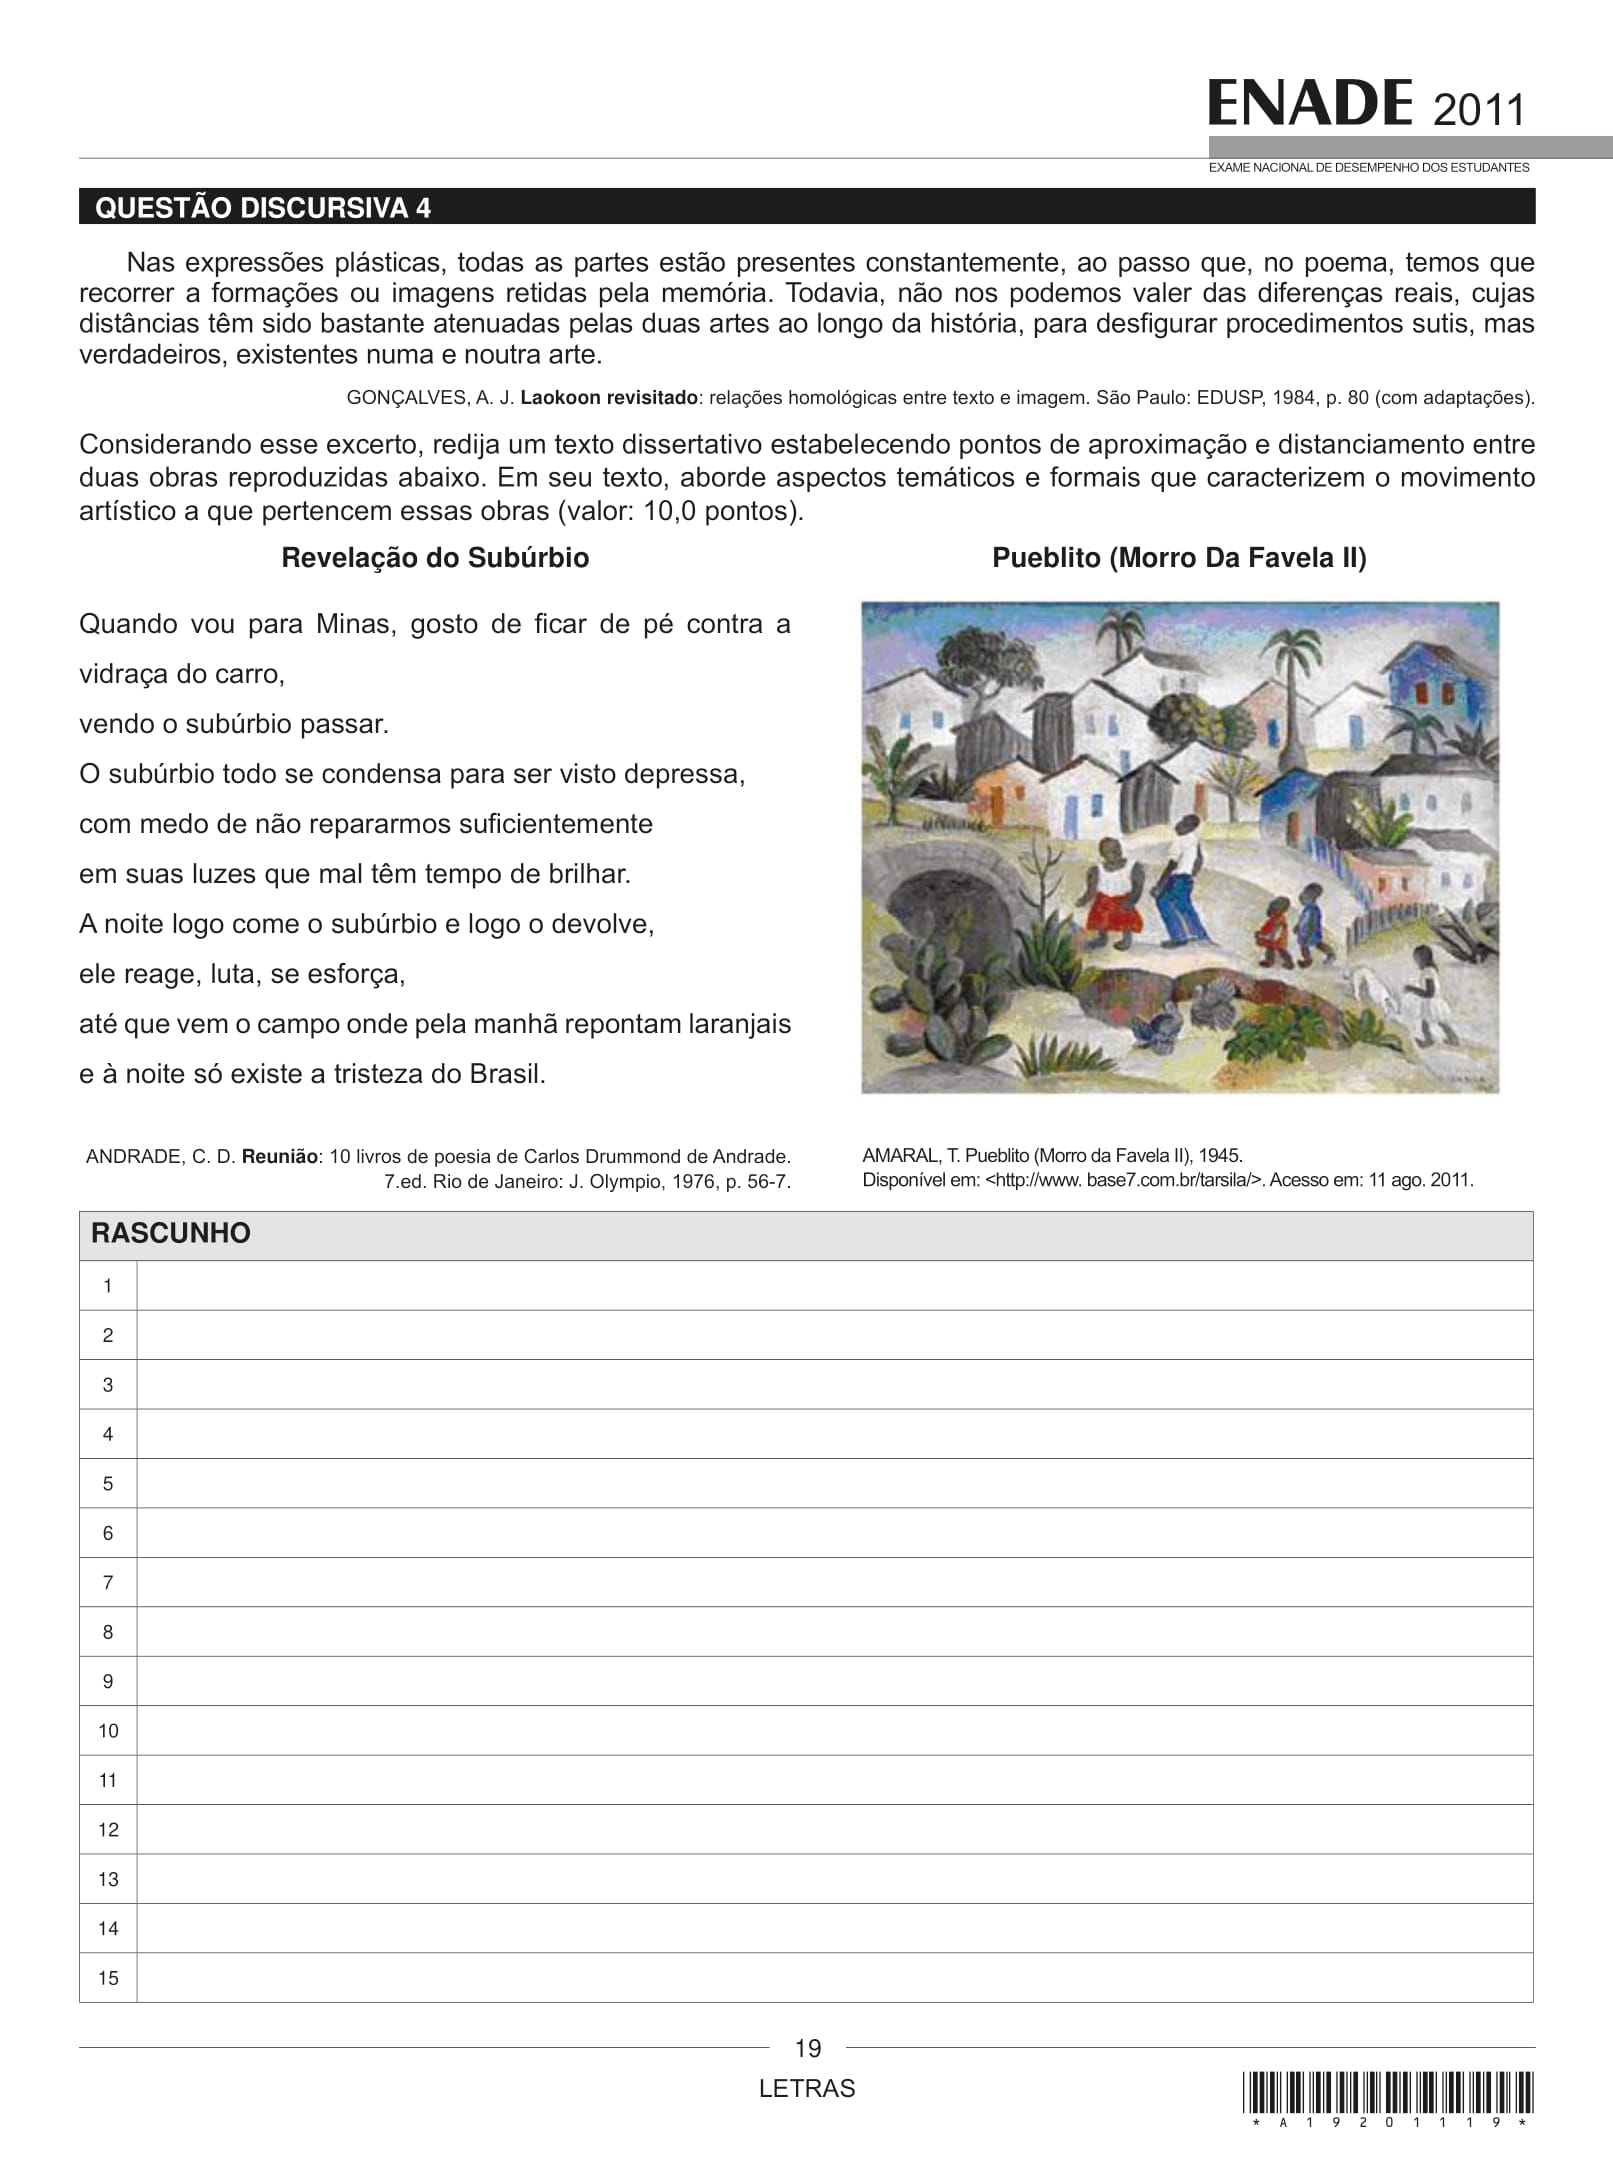 ENADE 2011
EXAME NACIONAL DE DESEMPENHO DOS ESTUDANTES
QUESTÃO DISCURSIVA 4
Nas expressões plásticas, todas as partes estão presentes constantemente, ao passo que, no poema, temos que
recorrer a formações ou imagens retidas pela memória. Todavia, não nos podemos valer das diferenças reais, cujas
distâncias têm sido bastante atenuadas pelas duas artes ao longo da história, para desfigurar procedimentos sutis, mas
verdadeiros, existentes numa e noutra arte.
GONÇALVES, A. J. Laokoon revisitado: relações homológicas entre texto e imagem. São Paulo: EDUSP, 1984, p. 80 (com adaptações).
Considerando esse excerto, redija um texto dissertativo estabelecendo pontos de aproximação e distanciamento entre
duas obras reproduzidas abaixo. Em seu texto, aborde aspectos temáticos e formais que caracterizem o movimento
artístico a que pertencem essas obras (valor: 10,0 pontos).
Revelação do Subúrbio
Quando vou para Minas, gosto de ficar de pé contra a
vidraça do carro,
vendo o subúrbio passar.
O subúrbio todo se condensa para ser visto depressa,
com medo de não repararmos suficientemente
em suas luzes que mal têm tempo de brilhar.
A noite logo come o subúrbio e logo o devolve,
ele reage, luta, se esforça,
até que vem o campo onde pela manhã repontam laranjais
e à noite só existe a tristeza do Brasil.
ANDRADE, C. D. Reunião: 10 livros de poesia de Carlos Drummond de Andrade.
7.ed. Rio de Janeiro: J. Olympio, 1976, p. 56-7.
Pueblito (Morro Da Favela II)
AMARAL, T. Pueblito (Morro da Favela II), 1945.
Disponível em: <http://www. base7.com.br/tarsila/>. Acesso em: 11 ago. 2011.
RASCUNHO
1
2
3
4
5
6
7
8
9
10
11
12
13
14
15
19
LETRAS
* A 1 9 2 0 1 1 1 9 *